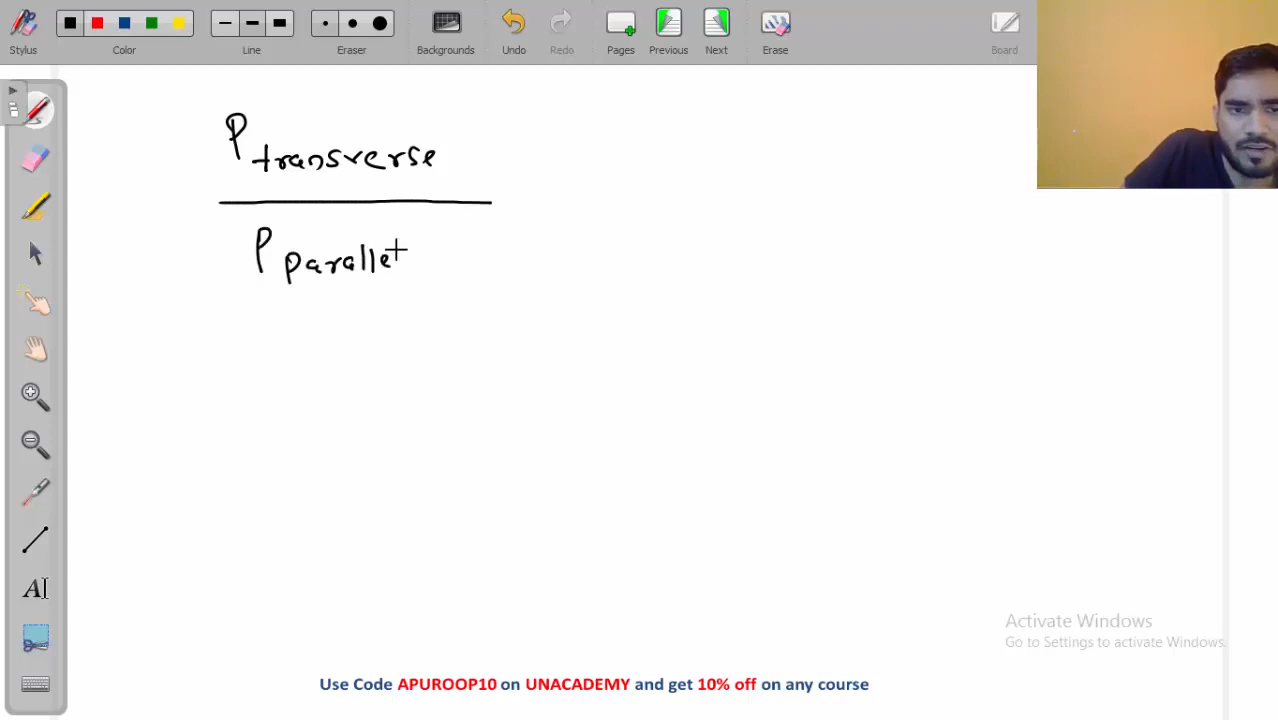 Stylus Color Line Eraser Backgrounds Undo Redo Pages Previous Next Erase Board
P transverse
P paralle
Activate Windows
Go to Settings to activate Windows.
Use Code APUROOP10 on UNACADEMY and get 10% off on any course